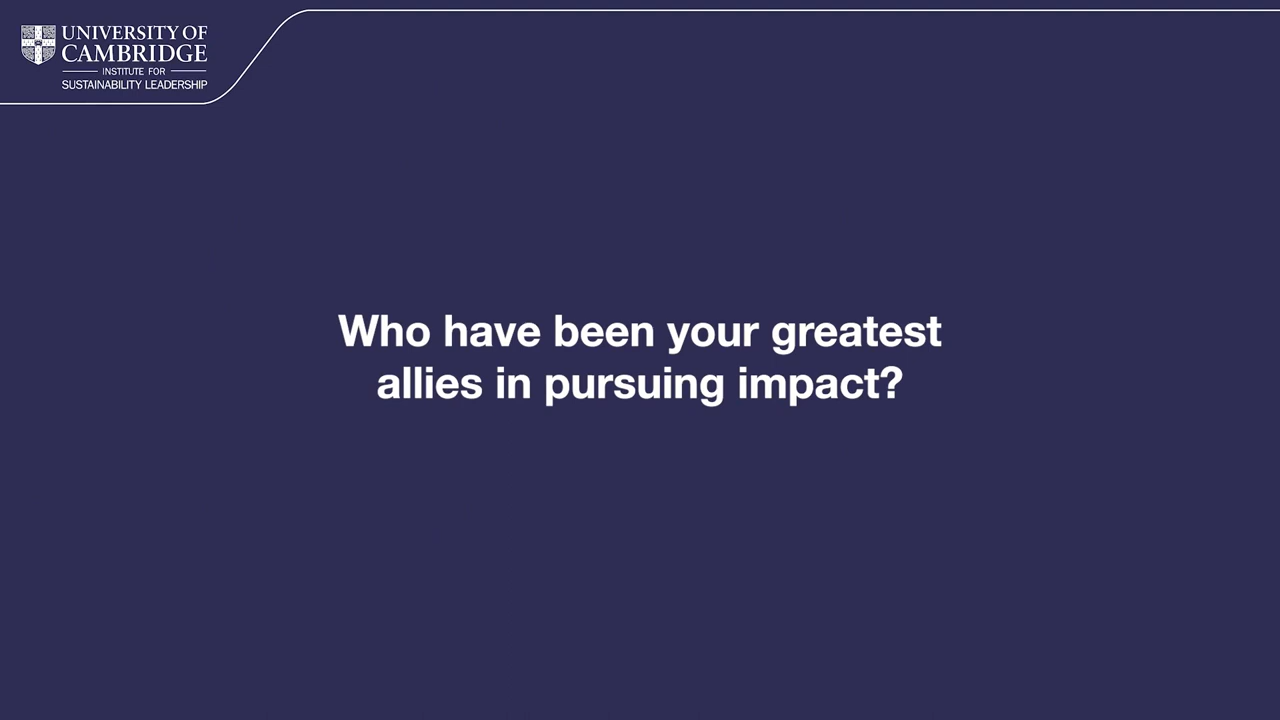 UNIVERSITY OF
CAMBRIDGE
INSTITUTE FOR
SUSTAINABILITY LEADERSHIP
Who have been your greatest
allies in pursuing impact?